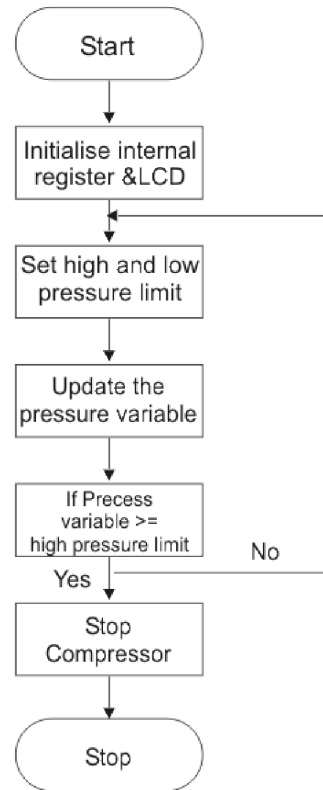 Start
Initialise internal
register &LCD
Set high and low
pressure limit
Update the
pressure variable
If Precess
variable >=
high pressure limit
No
Yes
Stop
Compressor
Stop